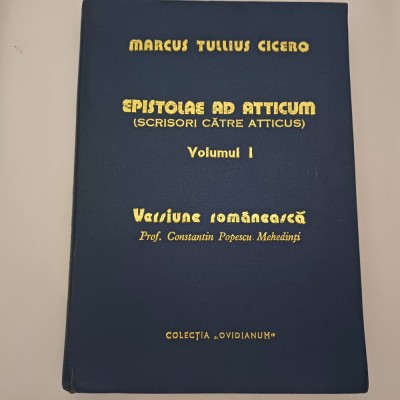 MARCUS TULLIUS CICERO
EPISTOLAE AD ATTICUM
(SCRISORI CĂTRE ATTICUS)
Volumul I
Versiune românească
Prof. Constantin Popescu Mehedinți
COLECȚIA „OVIDIANUM“